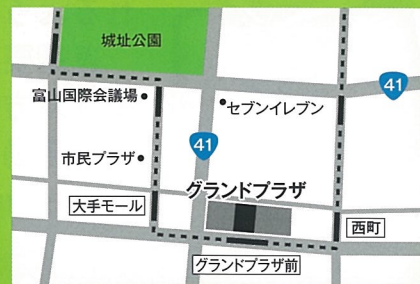 城址公園
41
富山国際会議場
セブンイレブン
41
市民プラザ
グランドプラザ
大手モール
西町
グランドプラザ前